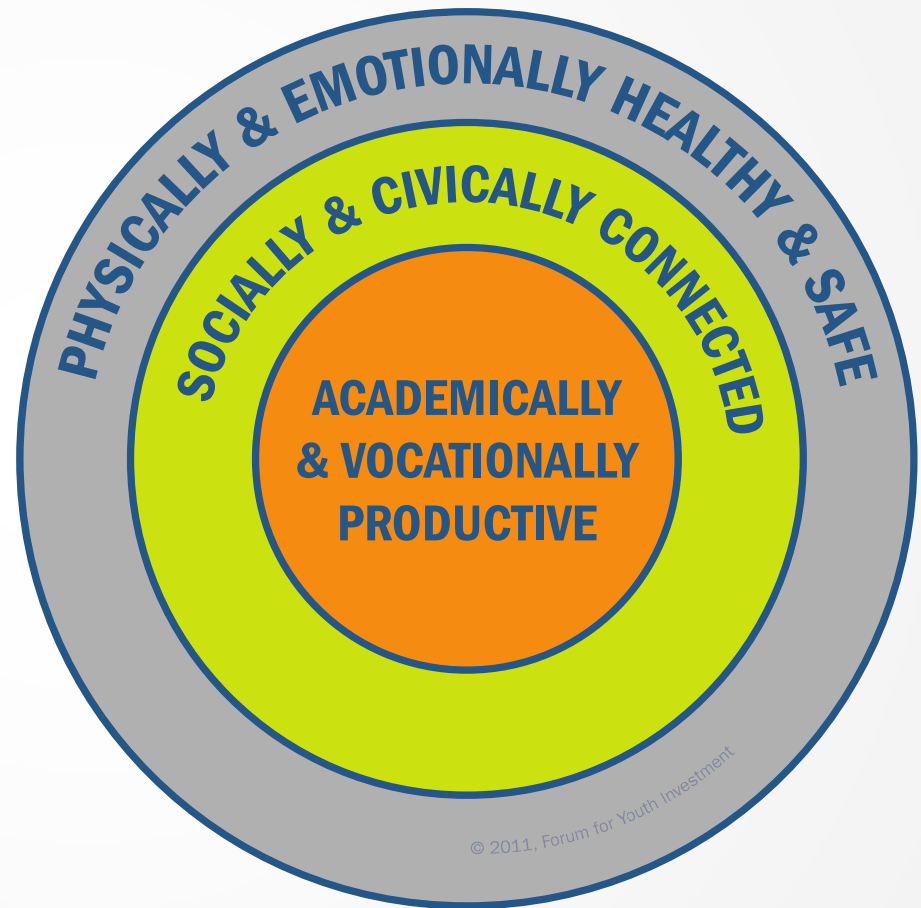 PHYSICALLY & EMOTIONALLY HEALTHY & SAFE
SOCIALLY & CIVICALLY CONNECTED
ACADEMICALLY
& VOCATIONALLY
PRODUCTIVE
© 2011, Forum for Youth Investment